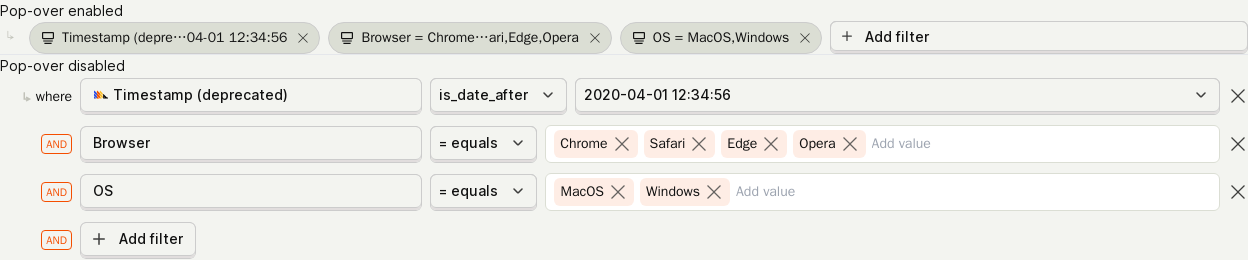 Pop-over enabled
Timestamp (depre···04-01 12:34:56 Browser = Chrome···ari,Edge,Opera OS = MacOS,Windows + Add filter
Pop-over disabled
where Timestamp (deprecated) is_date_after 2020-04-01 12:34:56
AND Browser = equals Chrome Safari Edge Opera Add value
AND OS = equals MacOS Windows Add value
AND + Add filter